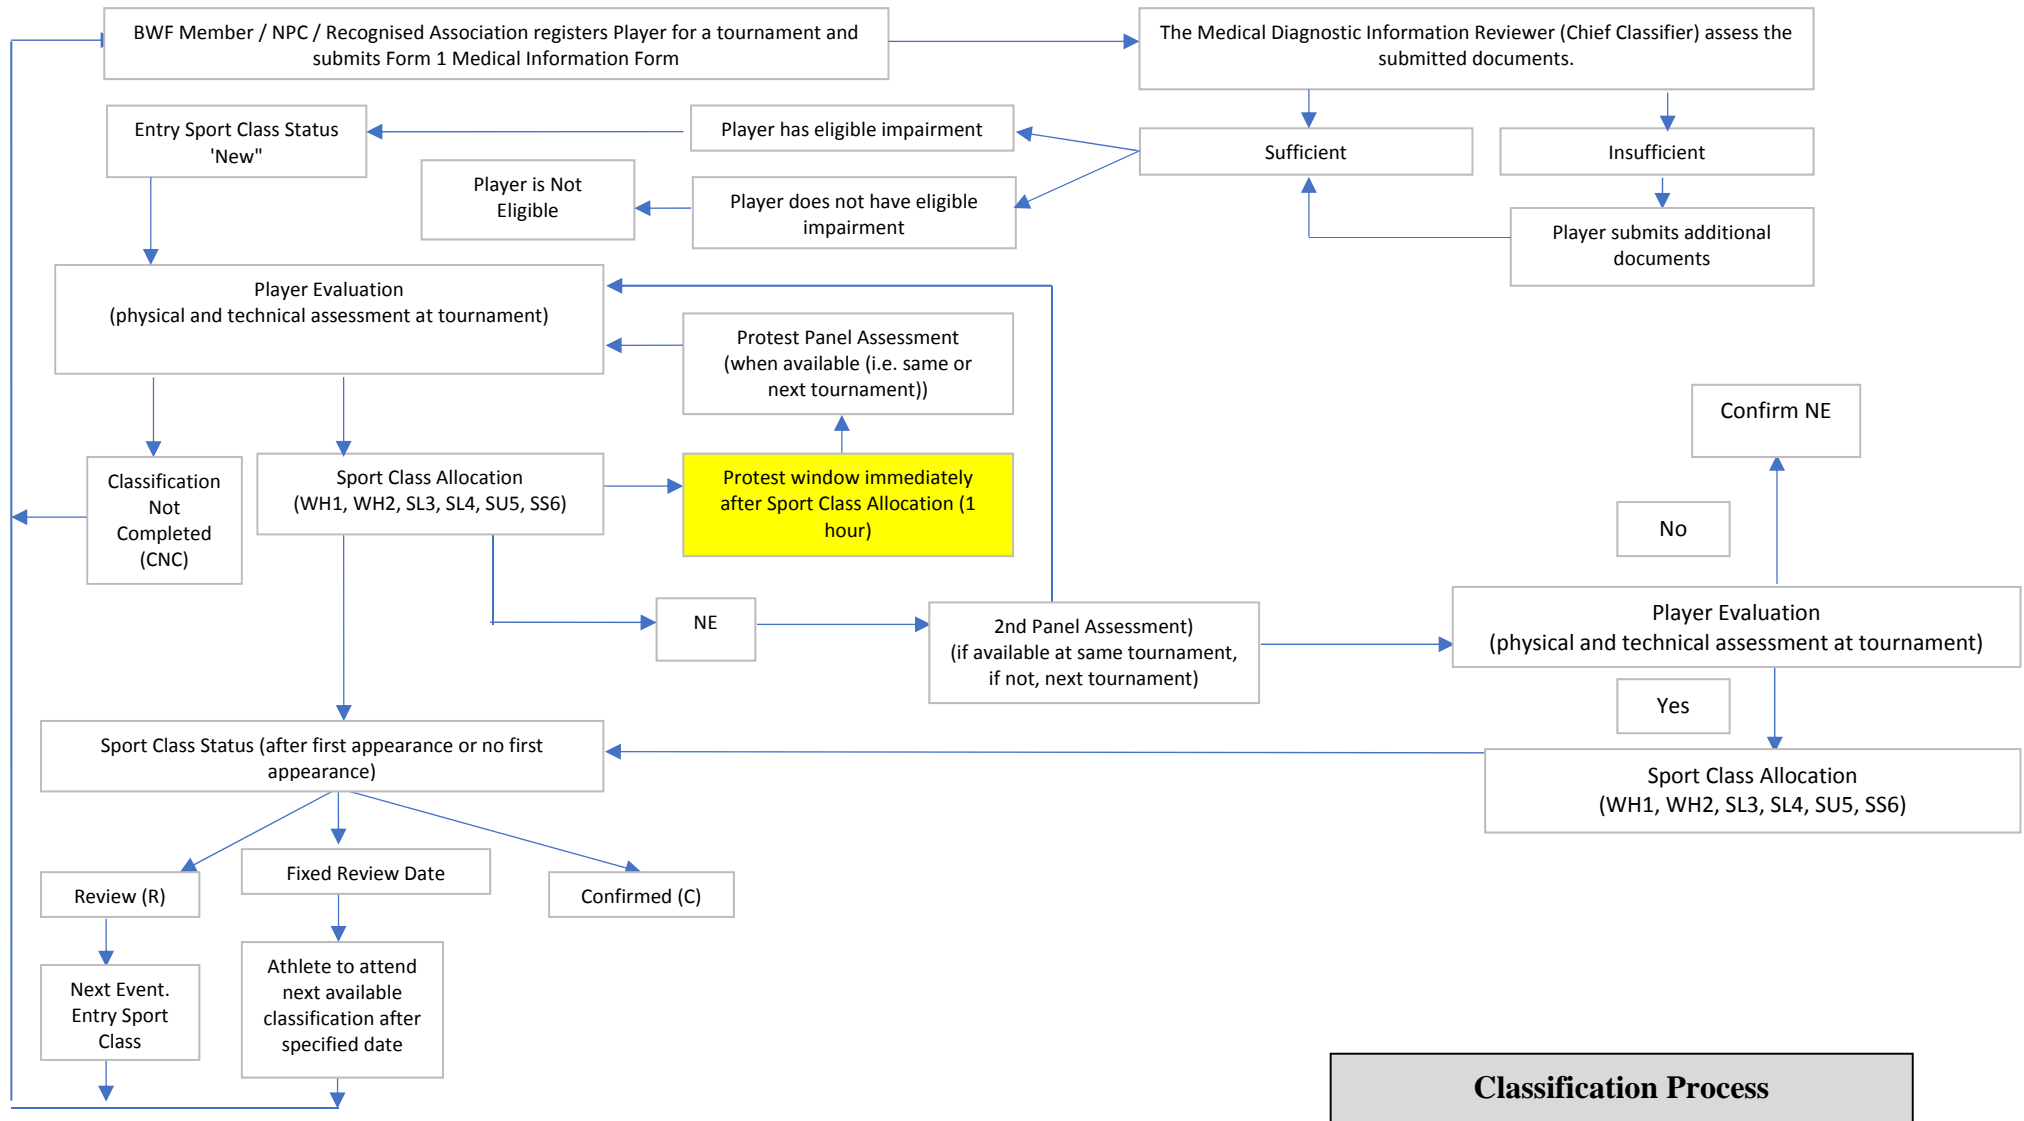 BWF Member / NPC / Recognised Association registers Player for a tournament and
submits Form 1 Medical Information Form
The Medical Diagnostic Information Reviewer (Chief Classifier) assess the
submitted documents.
Entry Sport Class Status
'New"
Player has eligible impairment
Sufficient
Insufficient
Player is Not
Eligible
Player does not have eligible
impairment
Player submits additional
documents
Player Evaluation
(physical and technical assessment at tournament)
Protest Panel Assessment
(when available (i.e. same or
next tournament))
Confirm NE
Classification
Not
Completed
(CNC)
Sport Class Allocation
(WH1, WH2, SL3, SL4, SU5, SS6)
Protest window immediately
after Sport Class Allocation (1
hour)
No
NE
2nd Panel Assessment)
(if available at same tournament,
if not, next tournament)
Player Evaluation
(physical and technical assessment at tournament)
Yes
Sport Class Status (after first appearance or no first
appearance)
Sport Class Allocation
(WH1, WH2, SL3, SL4, SU5, SS6)
Review (R)
Fixed Review Date
Confirmed (C)
Next Event.
Entry Sport
Class
Athlete to attend
next available
classification after
specified date
Classification Process